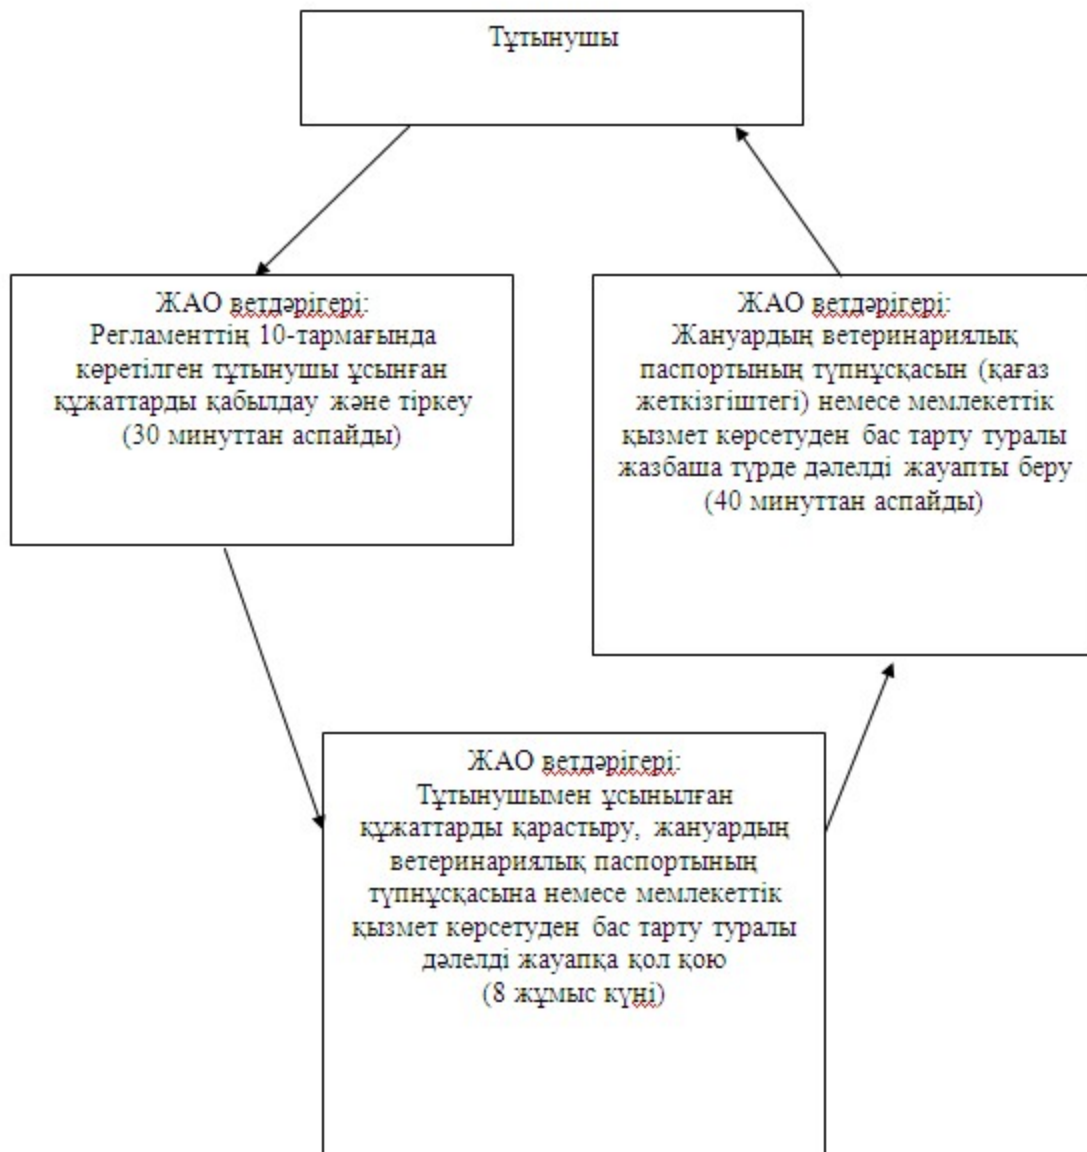 Тұтынушы
ЖАО ветдәрігері:
Регламенттің 10-тармағында
көретілген тұтынушы ұсынған
құжаттарды қабылдау және тіркеу
(30 минуттан аспайды)
ЖАО ветдәрігері:
Жануардың ветеринариялық
паспортының түпнұсқасын (қағаз
жеткізгіштегі) немесе мемлекеттік
қызмет көрсетуден бас тарту туралы
жазбаша түрде дәлелді жауапты беру
(40 минуттан аспайды)
ЖАО ветдәрігері:
Тұтынушымен ұсынылған
құжаттарды қарастыру, жануардың
ветеринариялық паспортының
түпнұсқасына немесе мемлекеттік
қызмет көрсетуден бас тарту туралы
дәлелді жауапқа қол қою
(8 жұмыс күні)